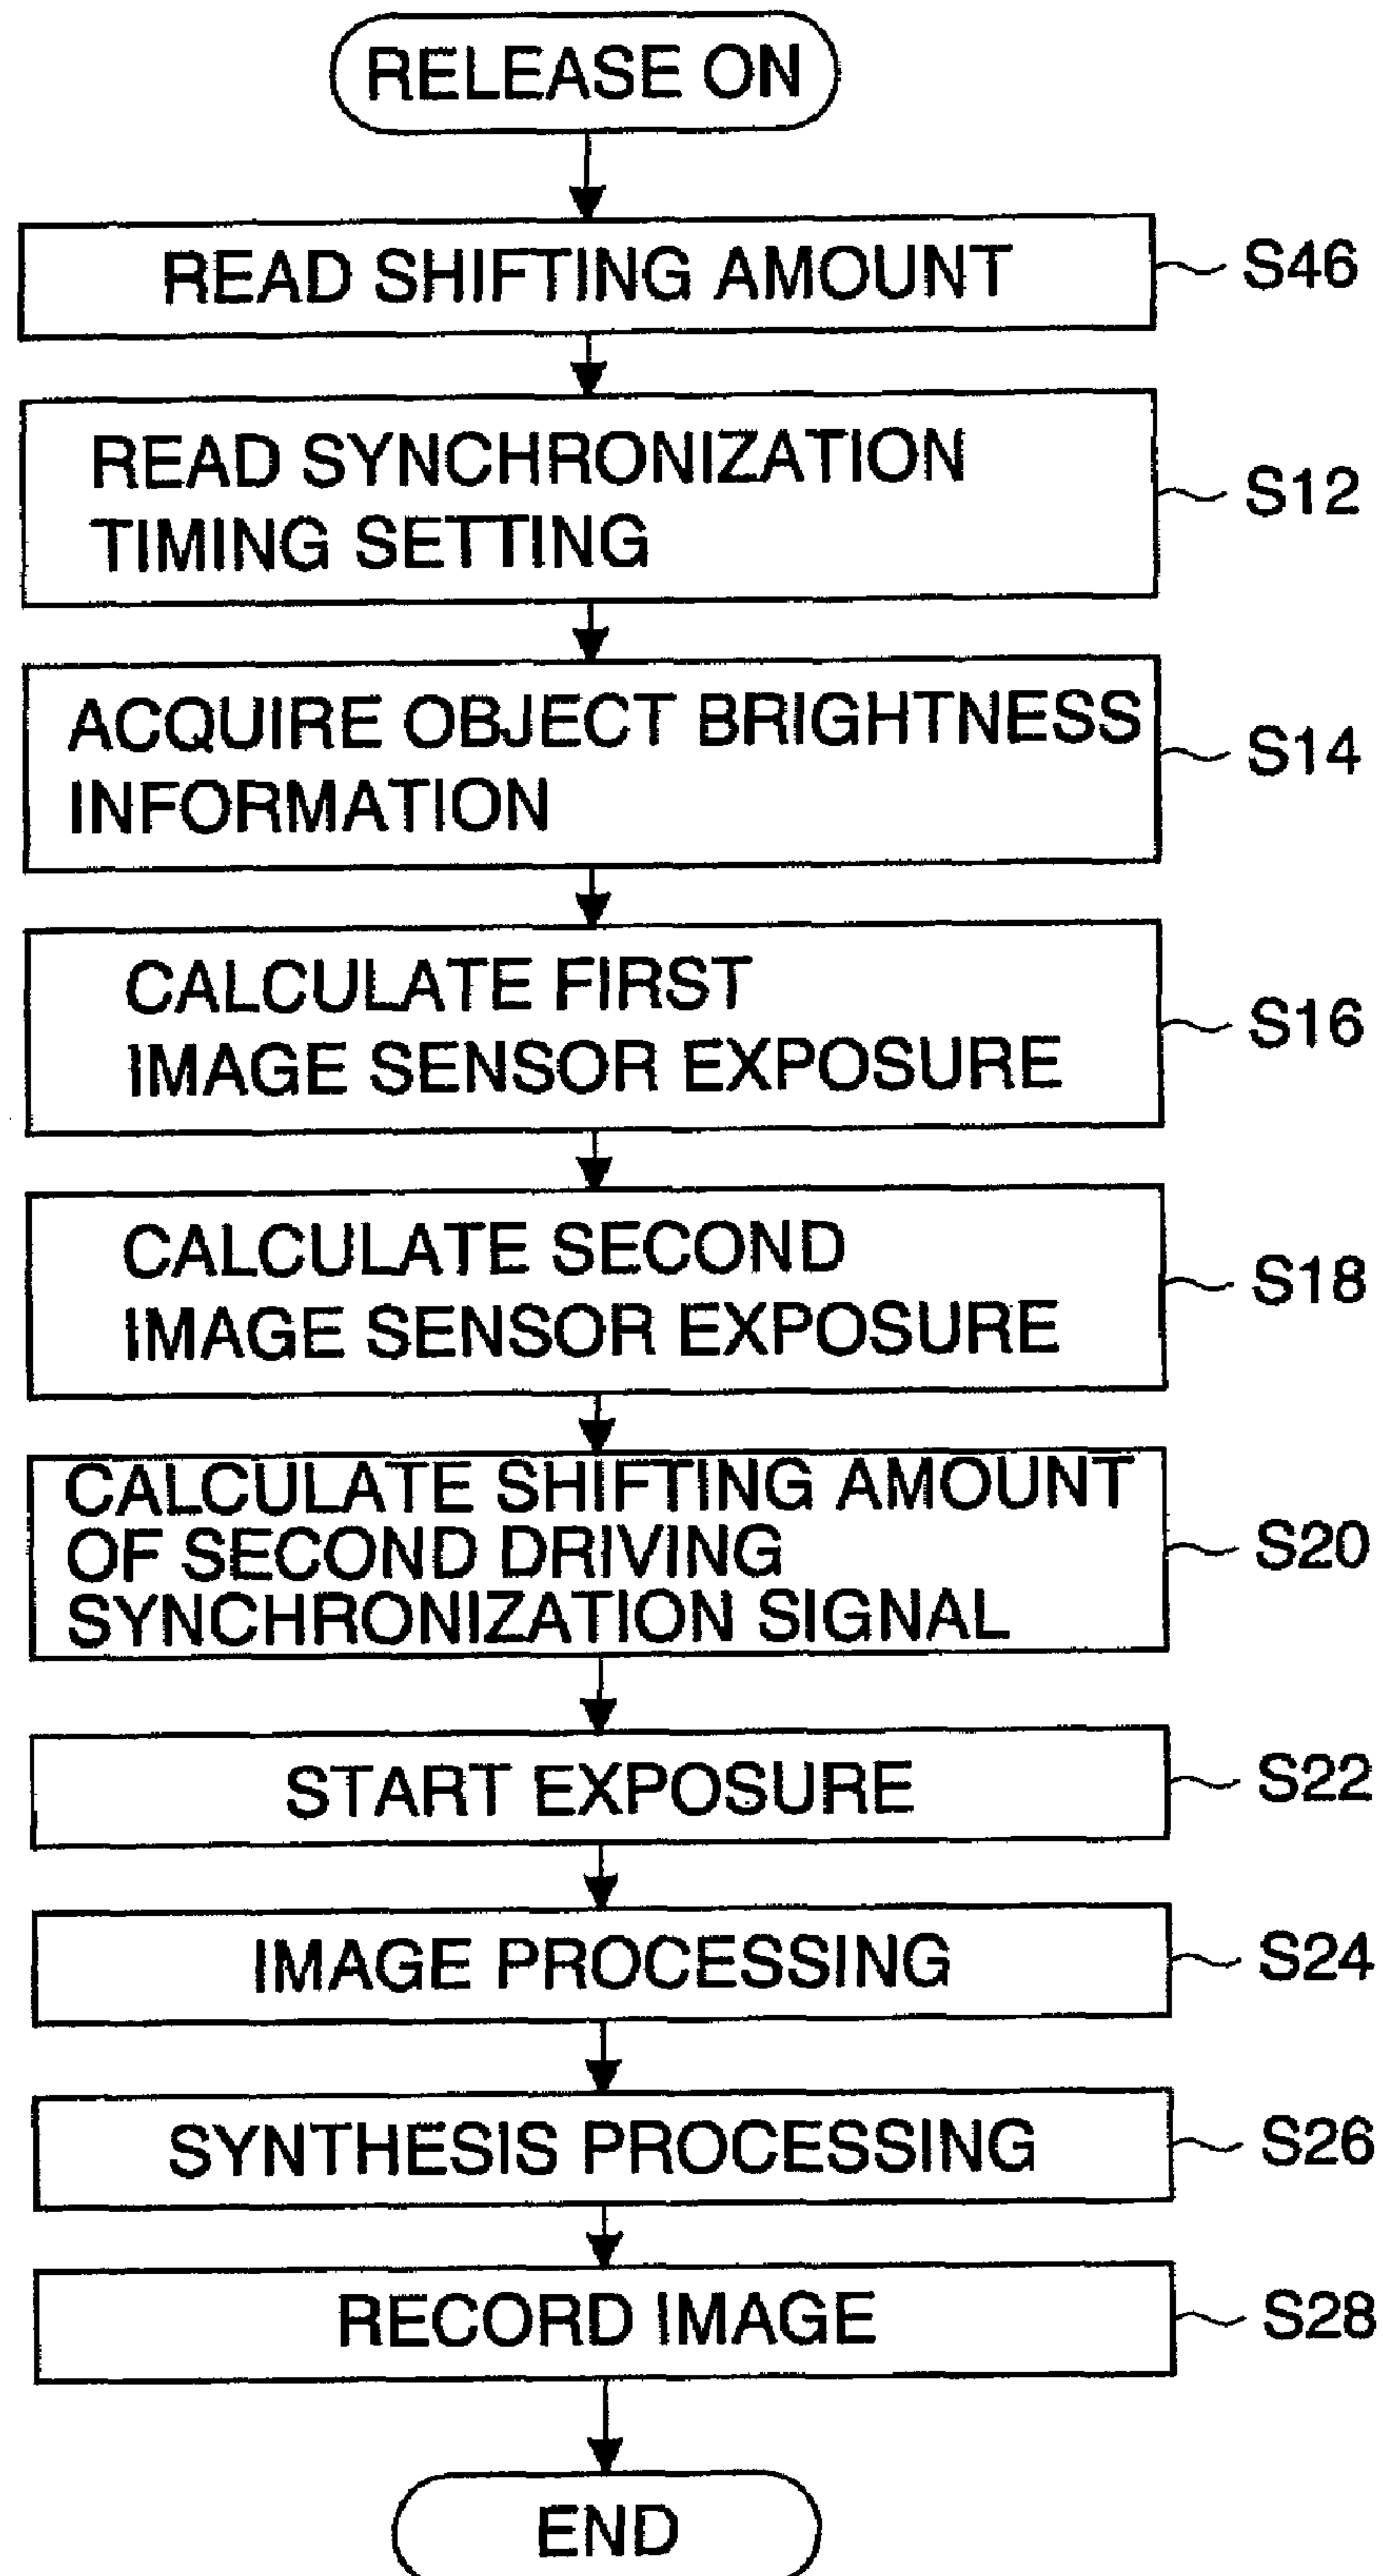 RELEASE ON
READ SHIFTING AMOUNT
S46
READ SYNCHRONIZATION
TIMING SETTING
S12
ACQUIRE OBJECT BRIGHTNESS
INFORMATION
S14
CALCULATE FIRST
IMAGE SENSOR EXPOSURE
S16
CALCULATE SECOND
IMAGE SENSOR EXPOSURE
S18
CALCULATE SHIFTING AMOUNT
OF SECOND DRIVING
SYNCHRONIZATION SIGNAL
S20
START EXPOSURE
S22
IMAGE PROCESSING
S24
SYNTHESIS PROCESSING
S26
RECORD IMAGE
S28
END